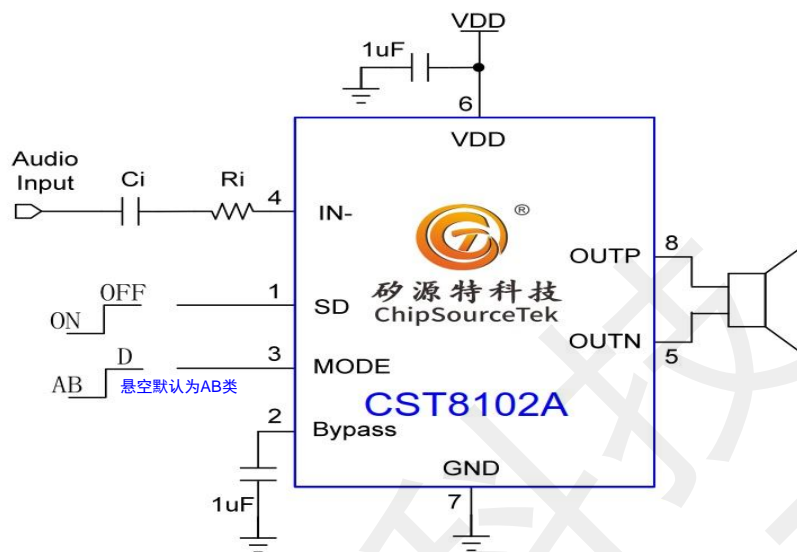 VDD
1uF
6
VDD
Audio
Input
Ci
Ri
4
IN-
®
8
OUTP
矽源特科技
ChipSourceTek
OFF
ON
1
SD
OUTN
5
D
AB
悬空默认为AB类
3
MODE
CST8102A
2
Bypass
1uF
GND
7
科技